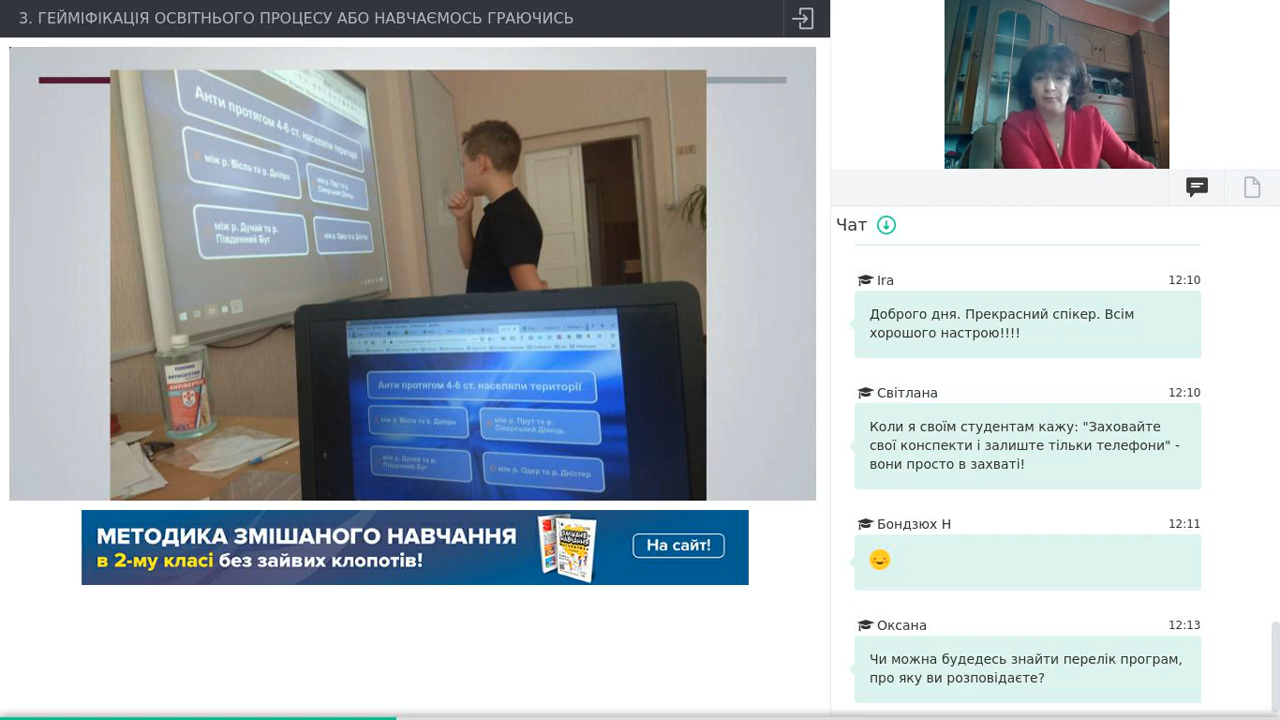 3. ГЕЙМІФІКАЦІЯ ОСВІТНЬОГО ПРОЦЕСУ АБО НАВЧАЄМОСЬ ГРАЮЧИСЬ
Анти протягом 4-6 ст. населяли території
між р. Вісла та р. Дніпро
між р. Прут та р.
Сіверський Донець
між р. Дунай та р.
Південний Буг
між р. Одер та р. Дністер
АНТИСЕПТИК
Анти протягом 4-6 ст. населяли території
між р. Вісла та р. Дніпро
між р. Прут та р.
Сіверський Донець
між р. Дунай та р.
Південний Буг
D між р. Одер та р. Дністер
МЕТОДИКА ЗМІШАНОГО НАВЧАННЯ
в 2-му класі без зайвих клопотів!
На сайт!
Чат
Ira 12:10
Доброго дня. Прекрасний спікер. Всім
хорошого настрою!!!!
Світлана 12:10
Коли я своїм студентам кажу: "Заховайте
свої конспекти і залиште тільки телефони" -
вони просто в захваті!
Бондзюх Н 12:11
Оксана 12:13
Чи можна будедесь знайти перелік програм,
про яку ви розповідаєте?